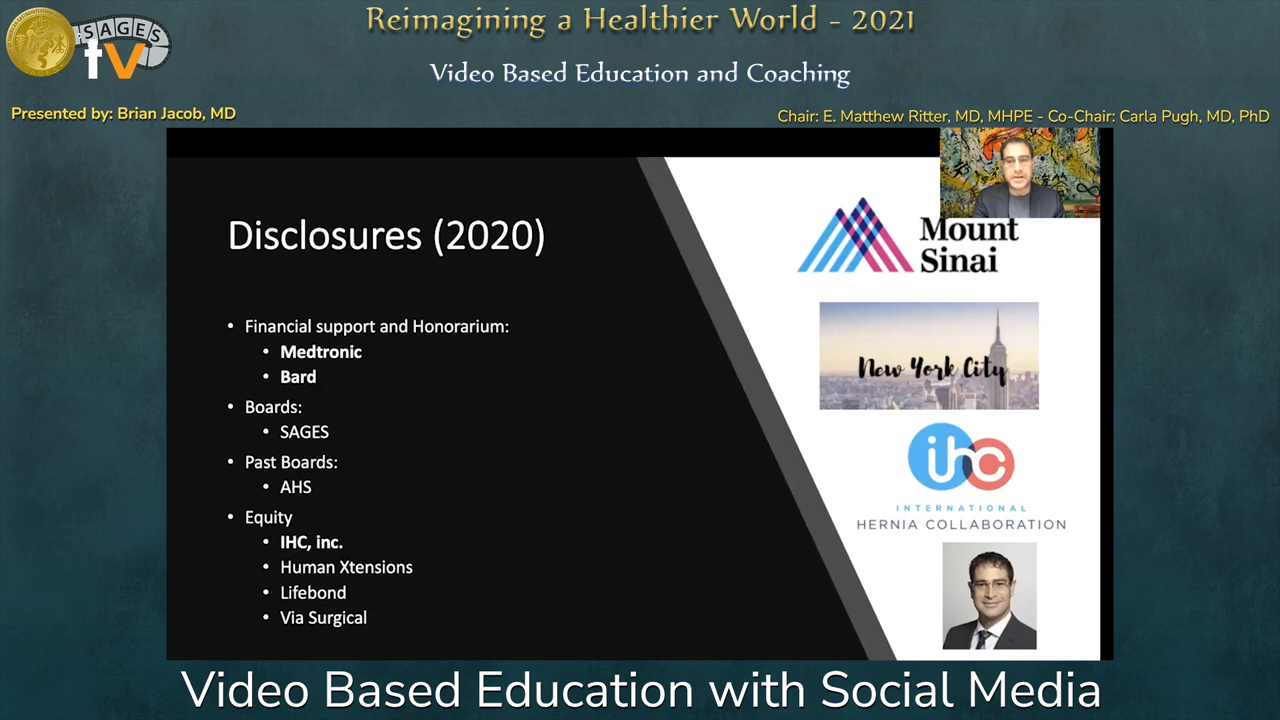 SAGES
tv
Reimagining a Healthier World - 2021
Video Based Education and Coaching
Presented by: Brian Jacob, MD
Chair: E. Matthew Ritter, MD, MHPE - Co-Chair: Carla Pugh, MD, PhD
Disclosures (2020)
• Financial support and Honorarium:
• Medtronic
• Bard
• Boards:
• SAGES
• Past Boards:
• AHS
• Equity
• IHC, inc.
• Human Xtensions
• Lifebond
• Via Surgical
Mount
Sinai
New York City
ihc
INTERNATIONAL
HERNIA COLLABORATION
Video Based Education with Social Media